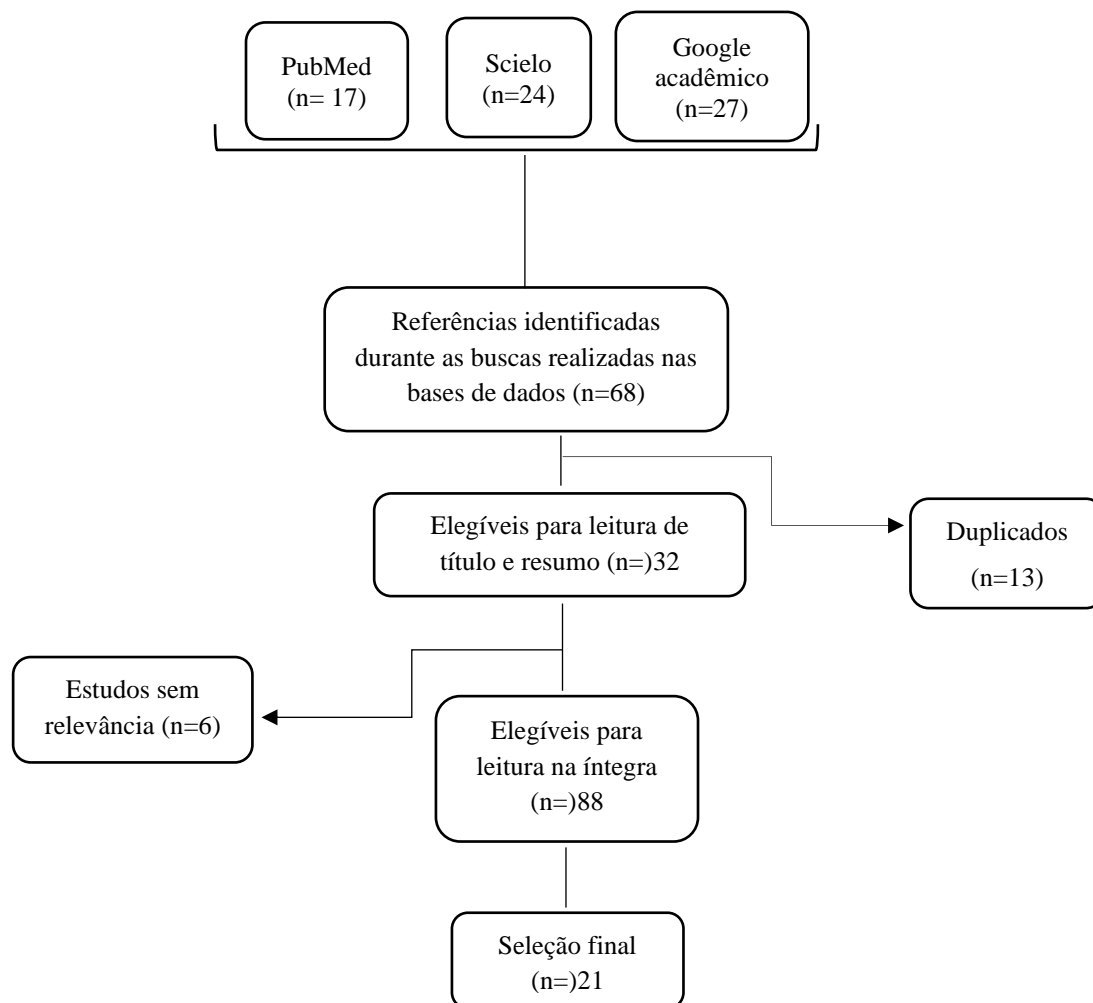 PubMed
(n= 17)
Scielo
(n=24)
Google
acadêmico
(n=27)
Referências identificadas
durante as buscas realizadas nas
bases de dados (n=68)
Elegíveis para leitura de
título e resumo (n=)32
Duplicados
(n=13)
Estudos sem
relevância (n=6)
Elegíveis para
leitura na íntegra
(n=)88
Seleção final
(n=)21